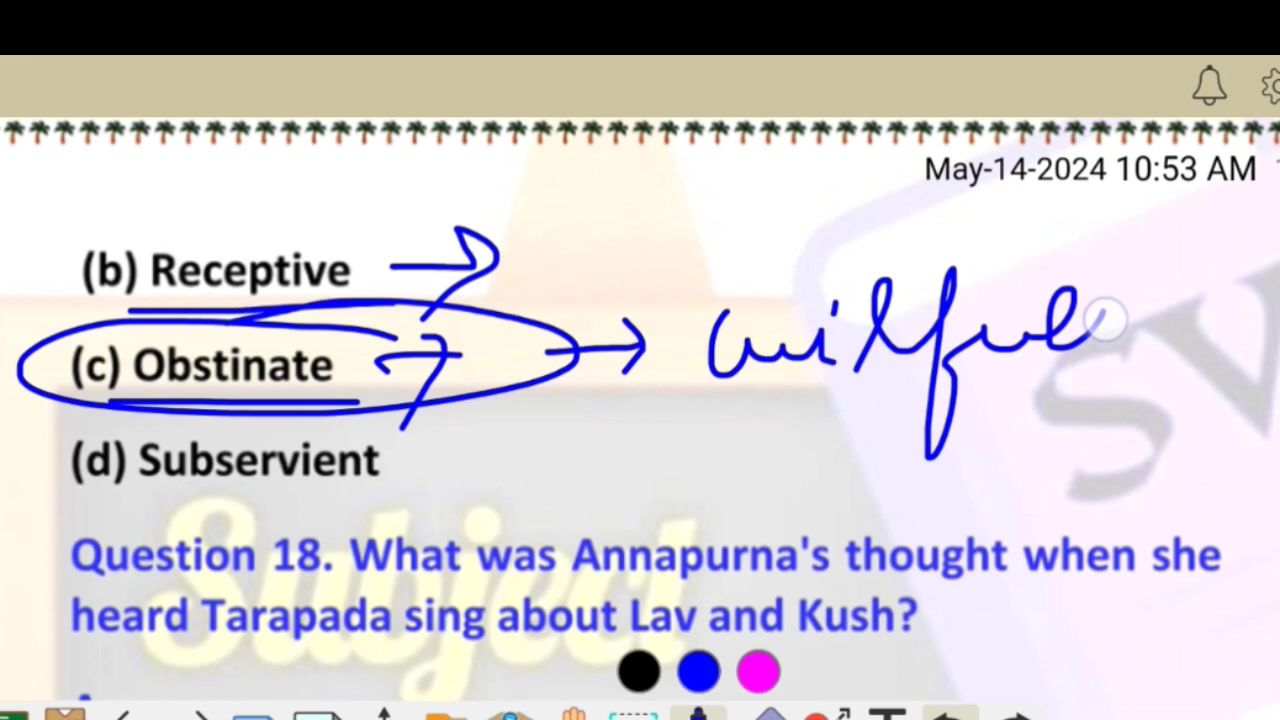 May-14-2024 10:53 AM
(b) Receptive
(c) Obstinate → wilful
(d) Subservient
Question 18. What was Annapurna's thought when she
heard Tarapada sing about Lav and Kush?
Subject